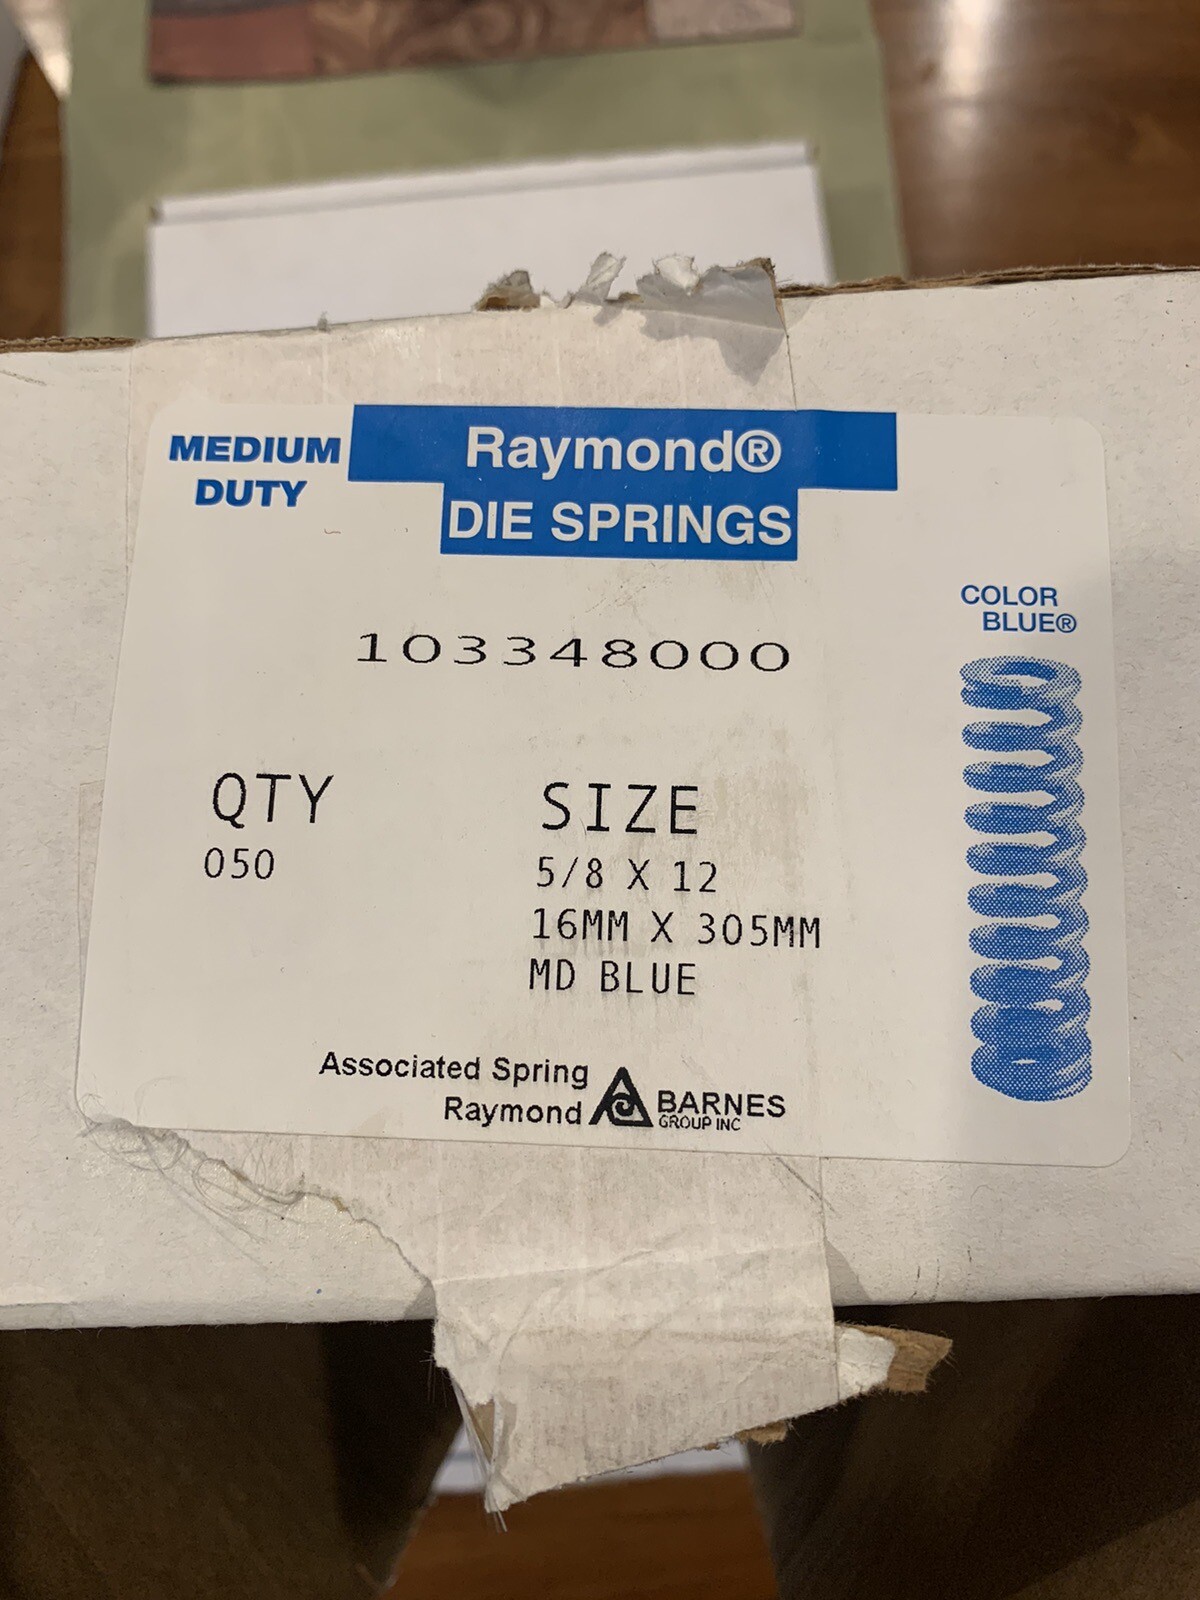 MEDIUM
DUTY
Raymond®
DIE SPRINGS
COLOR
BLUE®
103348000
QTY
050
SIZE
5/8 X 12
16MM X 305MM
MD BLUE
Associated Spring
Raymond
BARNES
GROUP INC